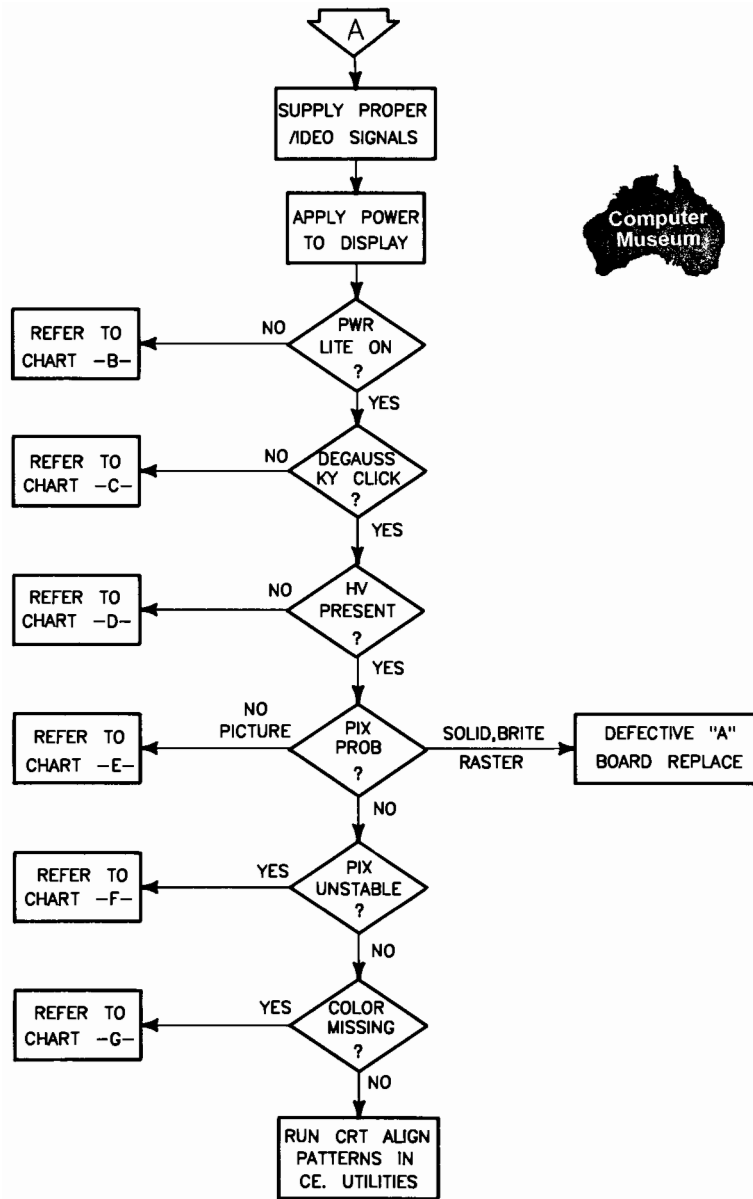 A
SUPPLY PROPER
/IDEO SIGNALS
APPLY POWER
TO DISPLAY
Computer
Museum
PWR
LITE ON
?
NO
REFER TO
CHART -B-
YES
DEGAUSS
KY CLICK
?
NO
REFER TO
CHART -C-
YES
HV
PRESENT
?
NO
REFER TO
CHART -D-
YES
PIX
PROB
?
NO
PICTURE
REFER TO
CHART -E-
SOLID,BRITE
RASTER
DEFECTIVE "A"
BOARD REPLACE
NO
PIX
UNSTABLE
?
YES
REFER TO
CHART -F-
NO
COLOR
MISSING
?
YES
REFER TO
CHART -G-
NO
RUN CRT ALIGN
PATTERNS IN
CE. UTILITIES